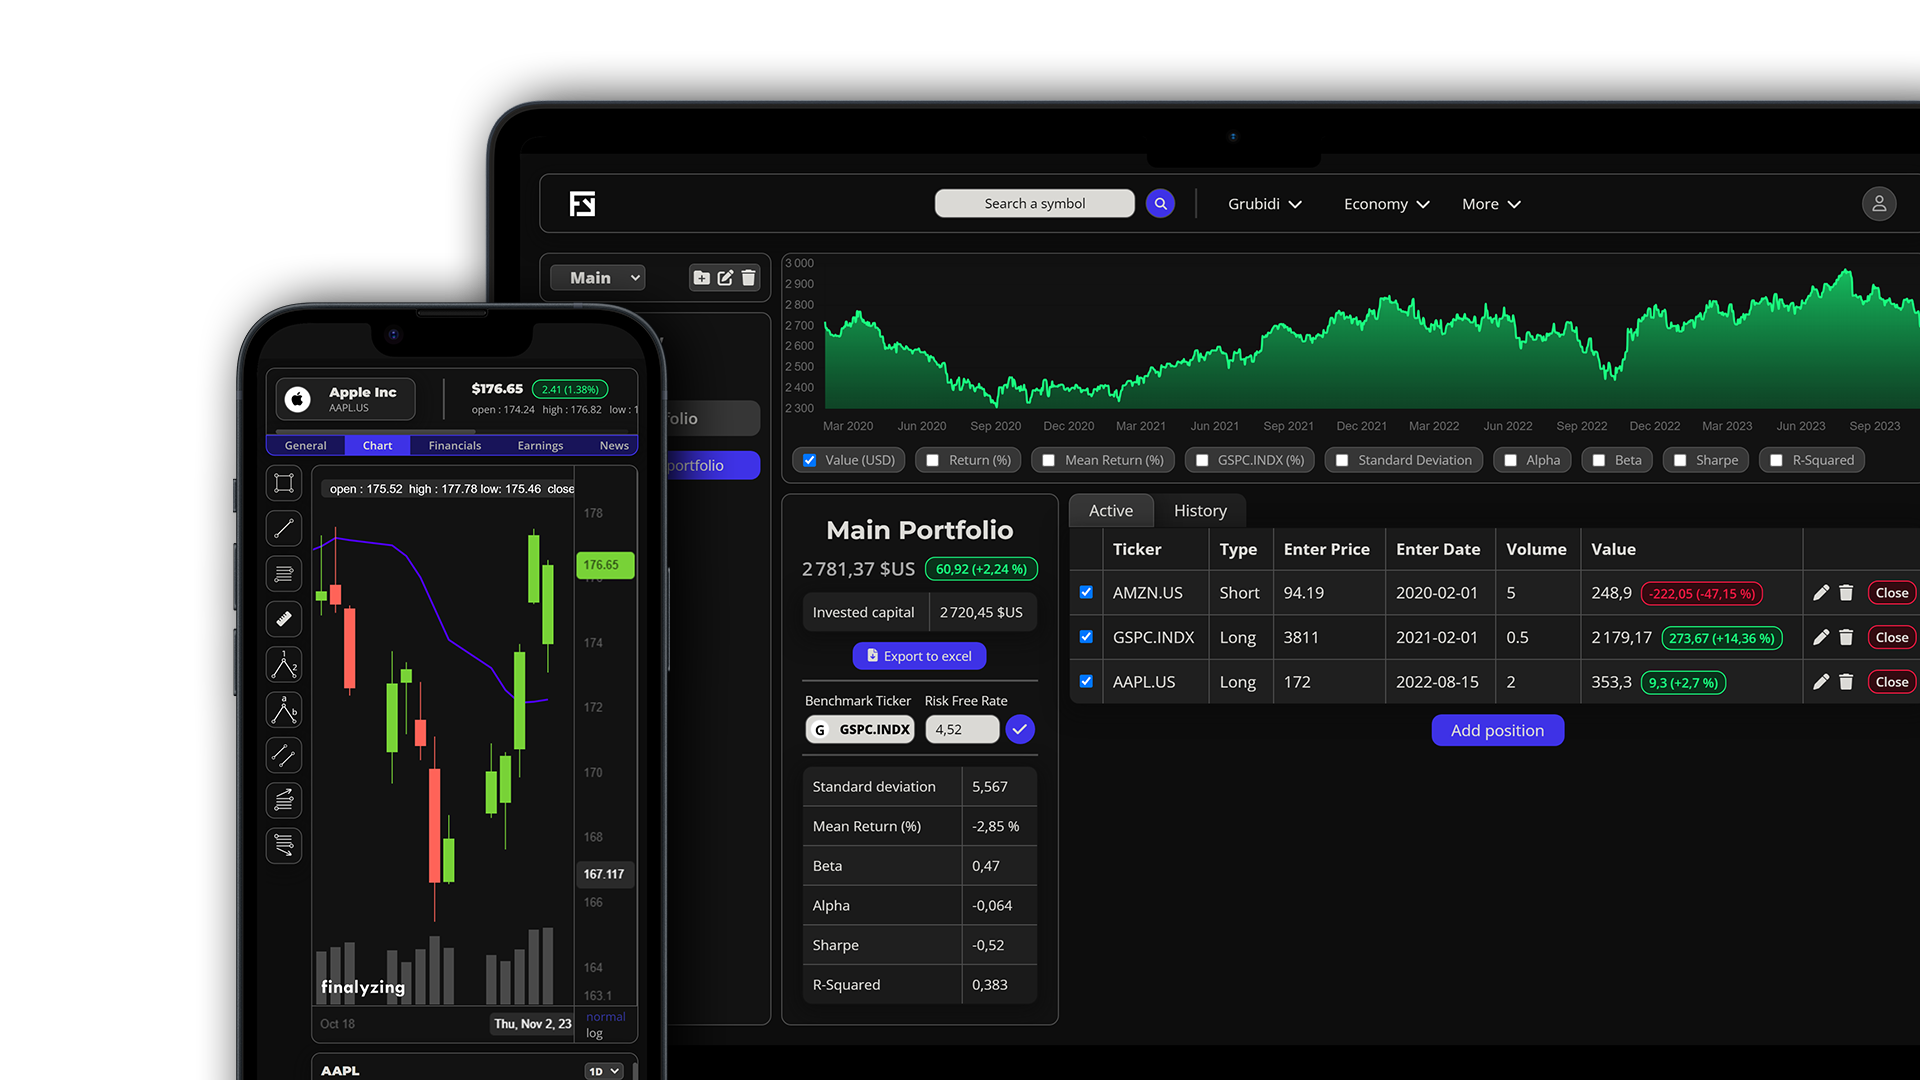 Search a symbol
Grubidi
Economy
More
Main
3 000
2 900
2 800
2 700
2 600
2 500
2 400
2 300
Mar 2020 Jun 2020 Sep 2020 Dec 2020 Mar 2021 Jun 2021 Sep 2021 Dec 2021 Mar 2022 Jun 2022 Sep 2022 Dec 2022 Mar 2023 Jun 2023 Sep 2023
Value (USD) Return (%) Mean Return (%) GSPC.INDX (%) Standard Deviation Alpha Beta Sharpe R-Squared
folio
portfolio
Main Portfolio
2 781,37 $US 60,92 (+2,24 %)
Invested capital 2 720,45 $US
Export to excel
Benchmark Ticker Risk Free Rate
G GSPC.INDX 4,52
Standard deviation 5,567
Mean Return (%) -2,85 %
Beta 0,47
Alpha -0,064
Sharpe -0,52
R-Squared 0,383
Active History
Ticker Type Enter Price Enter Date Volume Value
AMZN.US Short 94.19 2020-02-01 5 248,9 -222,05 (-47,15 %) Close
GSPC.INDX Long 3811 2021-02-01 0.5 2 179,17 273,67 (+14,36 %) Close
AAPL.US Long 172 2022-08-15 2 353,3 9,3 (+2,7 %) Close
Add position
Apple Inc
AAPL.US
$176.65 2.41 (1.38%)
open : 174.24 high : 176.82 low : 1
General Chart Financials Earnings News
open : 175.52 high : 177.78 low: 175.46 close
178
176.65
174
172
170
168
167.117
166
164
163.1
1
2
a
b
finalyzing
Oct 18 Thu, Nov 2, 23
normal
log
AAPL 1D